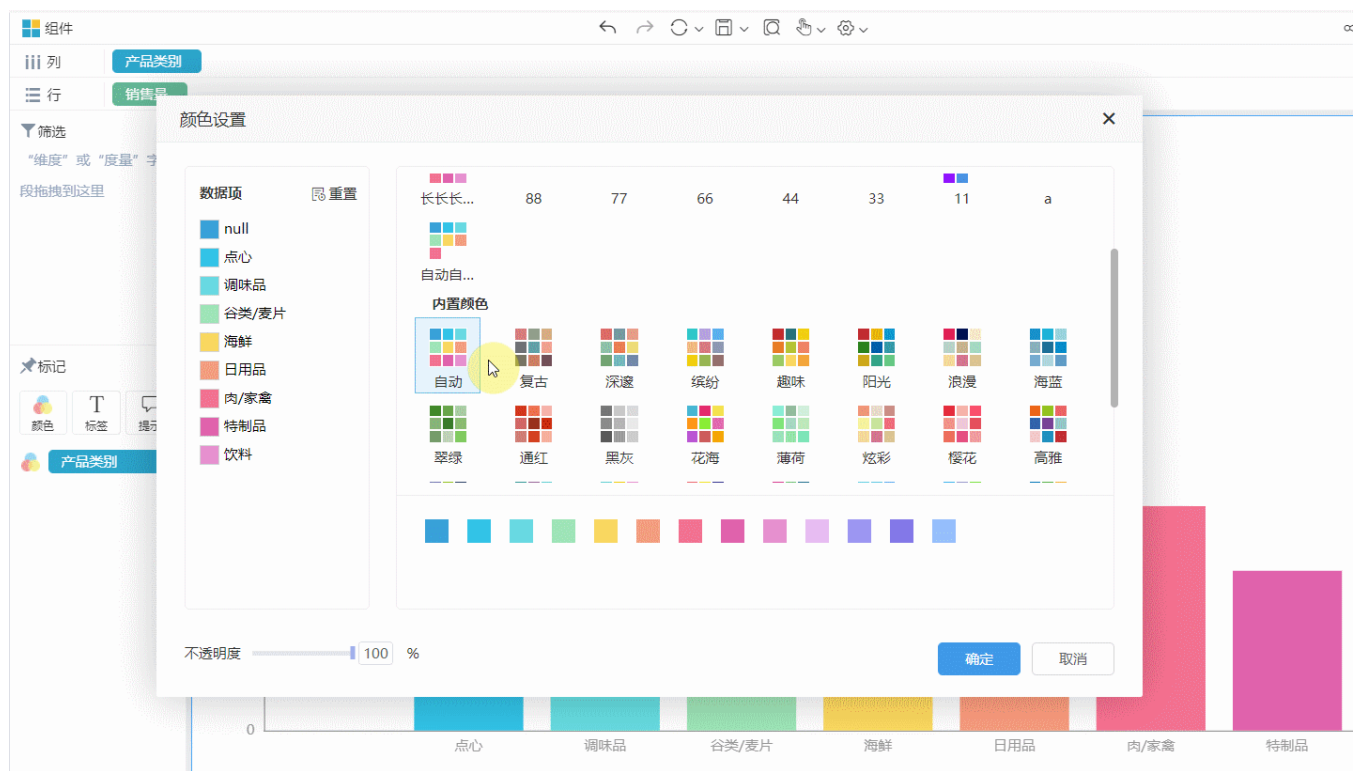 组件
列
产品类别
行
销售量
筛选
“维度”或“度量”字
段拖拽到这里
标记
颜色
T
标签
提示
产品类别
颜色设置
数据项
重置
null
点心
调味品
谷类/麦片
海鲜
日用品
肉/家禽
特制品
饮料
长长长... 88 77 66 44 33 11 a
自动自...
内置颜色
自动 复古 深邃 缤纷 趣味 阳光 浪漫 海蓝
翠绿 通红 黑灰 花海 薄荷 炫彩 樱花 高雅
不透明度 100 %
确定 取消
0
点心 调味品 谷类/麦片 海鲜 日用品 肉/家禽 特制品